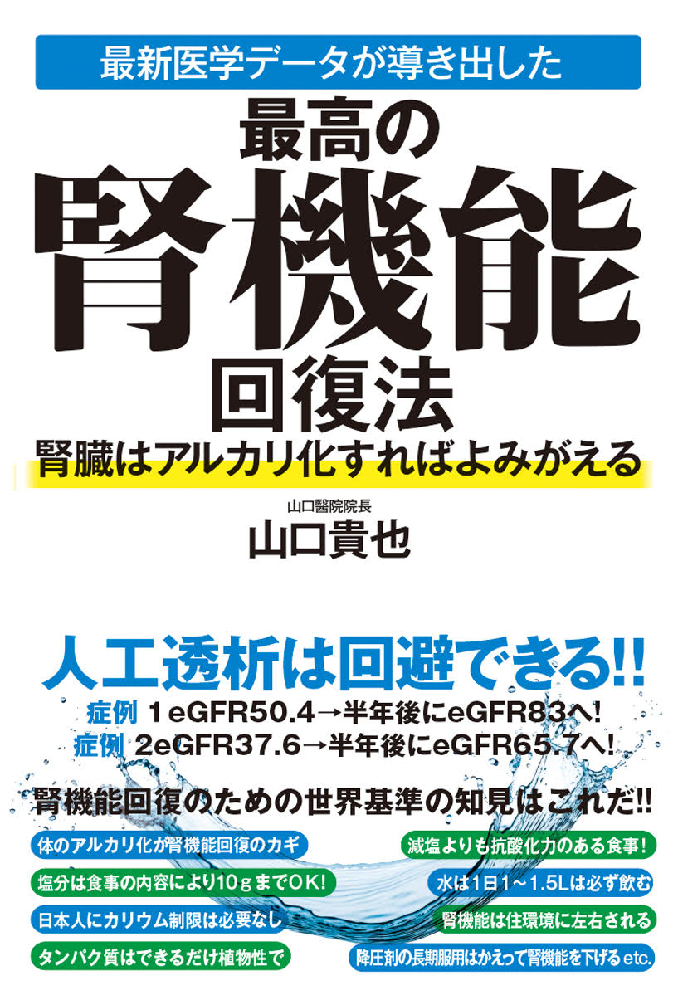 最新医学データが導き出した
最高の
腎機能
回復法
腎臓はアルカリ化すればよみがえる
山口醫院院長
山口貴也
人工透析は回避できる!!
症例 1eGFR50.4→半年後にeGFR83へ!
症例 2eGFR37.6→半年後にeGFR65.7へ!
腎機能回復のための世界基準の知見はこれだ!!
体のアルカリ化が腎機能回復のカギ
減塩よりも抗酸化力のある食事!
塩分は食事の内容により10gまでOK!
水は1日1〜1.5Lは必ず飲む
日本人にカリウム制限は必要なし
腎機能は住環境に左右される
タンパク質はできるだけ植物性で
降圧剤の長期服用はかえって腎機能を下げるetc.